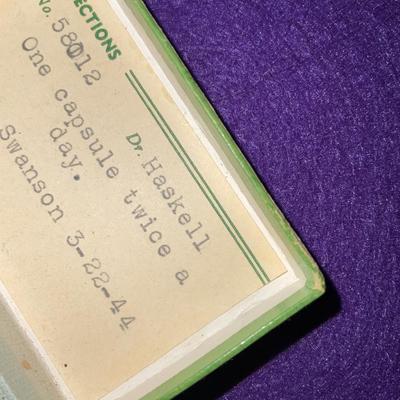 ECTIONS
No. 58012 Dr. Haskell
One capsule twice a
day.
Swanson 3-22-44